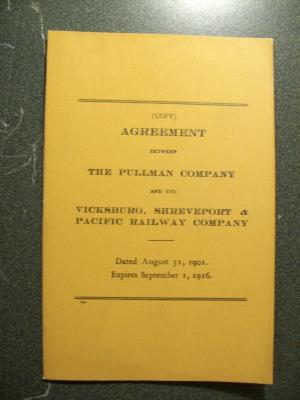 (COPY)
AGREEMENT
BETWEEN
THE PULLMAN COMPANY
AND THE
VICKSBURG, SHREVEPORT &
PACIFIC RAILWAY COMPANY
Dated August 31, 1901.
Expires September 1, 1926.